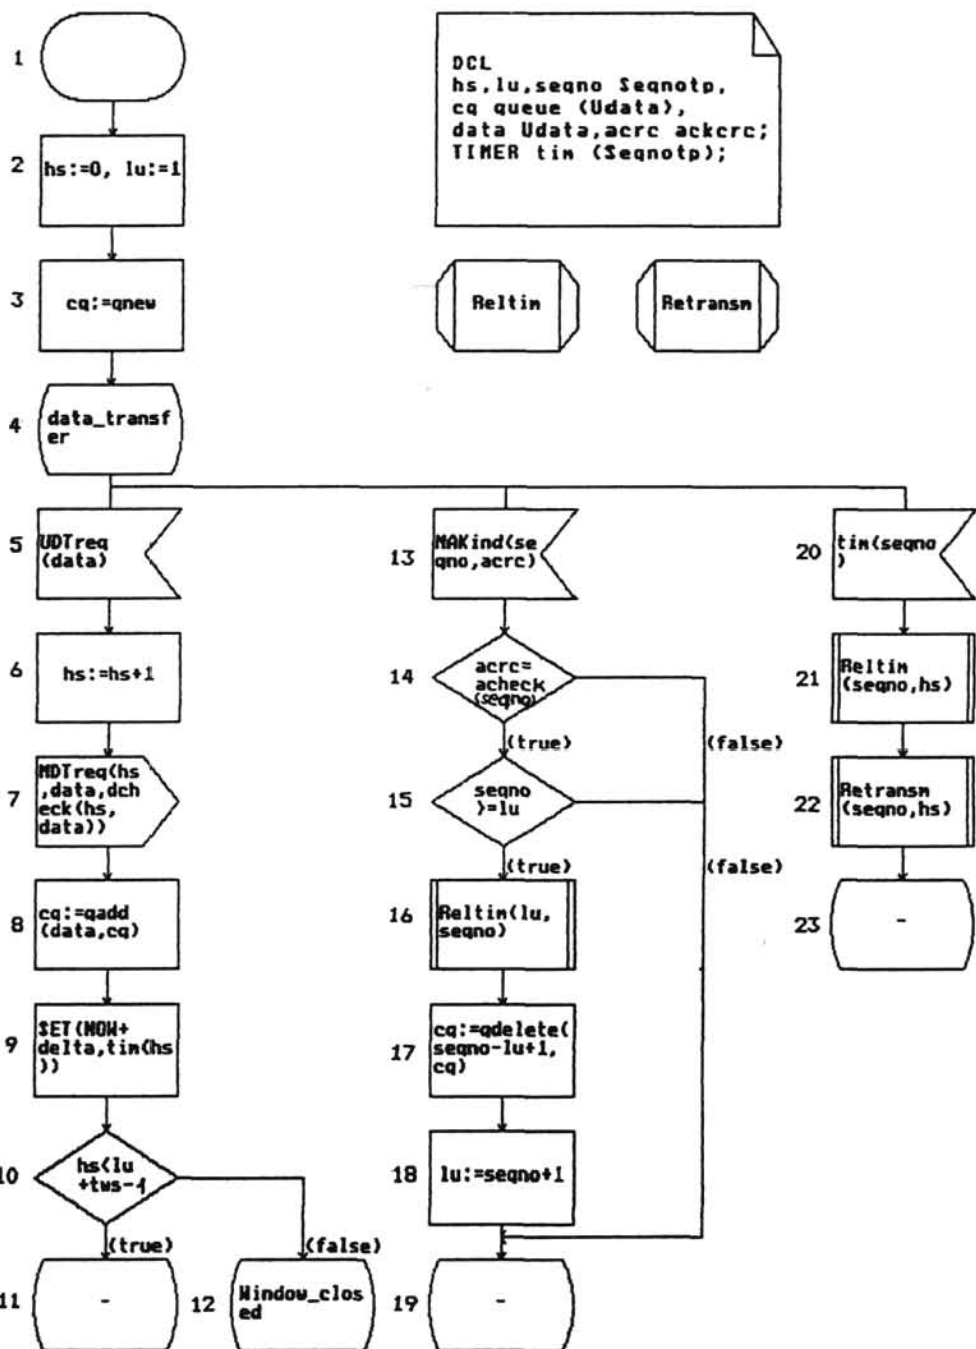 1
DCL
hs,lu,seqno Seqnotp,
cq queue (Udata),
data Udata,acrc ackcrc;
TIMER tim (Seqnotp);
2
hs:=0, lu:=1
3
cq:=qnew
Reltim
Retransm
4
data_transf
er
5
UDTreq
(data)
13
MAKind(se
qno,acrc)
20
tim(seqno
)
6
hs:=hs+1
14
acrc=
acheck
(seqno)
(true)
(false)
21
Reltim
(seqno,hs)
7
MDTreq(hs
,data,dch
eck(hs,
data))
15
seqno
>=lu
(true)
(false)
22
Retransm
(seqno,hs)
8
cq:=qadd
(data,cq)
16
Reltim(lu,
seqno)
23
-
9
SET(NOW+
delta,tim(hs
))
17
cq:=qdelete(
seqno-lu+1,
cq)
10
hs<lu
+tws-1
(true)
(false)
18
lu:=seqno+1
11
-
12
Window_clos
ed
19
-